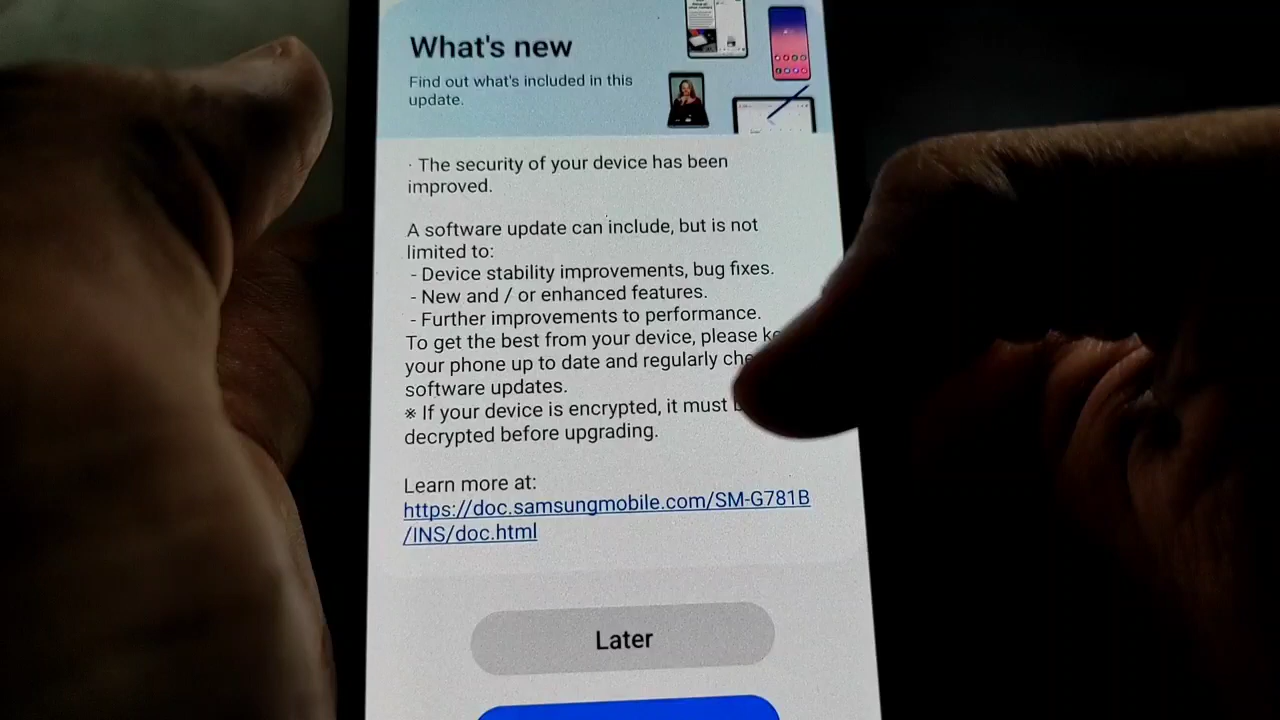 What's new
Find out what's included in this
update.
· The security of your device has been
improved.
A software update can include, but is not
limited to:
- Device stability improvements, bug fixes.
- New and / or enhanced features.
- Further improvements to performance.
To get the best from your device, please
your phone up to date and regularly
software updates.
※ If your device is encrypted, it must
decrypted before upgrading.
Learn more at:
https://doc.samsungmobile.com/SM-G781B
/INS/doc.html
Later